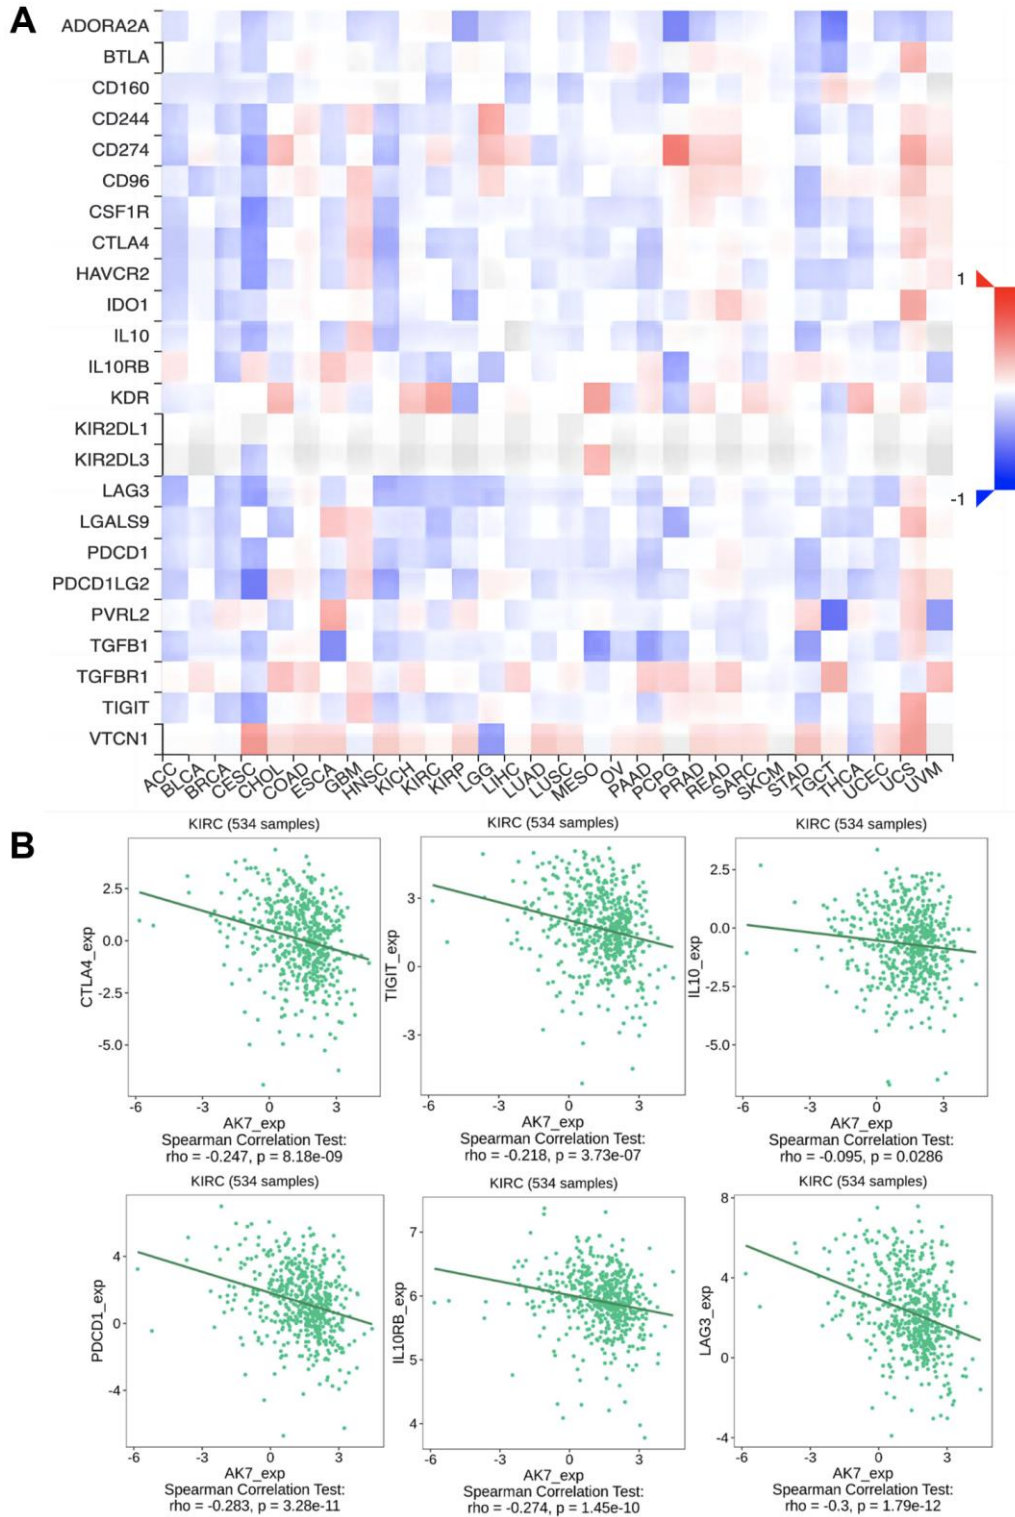 A
ADORA2A
BTLA
CD160
CD244
CD274
CD96
CSF1R
CTLA4
HAVCR2
IDO1
IL10
IL10RB
KDR
KIR2DL1
KIR2DL3
LAG3
LGALS9
PDCD1
PDCD1LG2
PVRL2
TGFB1
TGFBR1
TIGIT
VTCN1
1
-1
ACC BLCA BRCA CESC CHOL COAD ESCA GBM HNSC KICH KIRC KIRP LGG LIHC LUAD LUSC MESO OV PAAD PCPG PRAD READ SARC SKCM STAD TGCT THCA UCEC UCS UVM
B
KIRC (534 samples)
CTLA4_exp
2.5
0.0
-2.5
-5.0
-6 -3 0 3
AK7_exp
Spearman Correlation Test:
rho = -0.247, p = 8.18e-09
KIRC (534 samples)
TIGIT_exp
3
0
-3
-6 -3 0 3
AK7_exp
Spearman Correlation Test:
rho = -0.218, p = 3.73e-07
KIRC (534 samples)
IL10_exp
2.5
0.0
-2.5
-5.0
-6 -3 0 3
AK7_exp
Spearman Correlation Test:
rho = -0.095, p = 0.0286
KIRC (534 samples)
PDCD1_exp
4
0
-4
-6 -3 0 3
AK7_exp
Spearman Correlation Test:
rho = -0.283, p = 3.28e-11
KIRC (534 samples)
IL10RB_exp
7
6
5
4
-6 -3 0 3
AK7_exp
Spearman Correlation Test:
rho = -0.274, p = 1.45e-10
KIRC (534 samples)
LAG3_exp
8
4
0
-4
-6 -3 0 3
AK7_exp
Spearman Correlation Test:
rho = -0.3, p = 1.79e-12